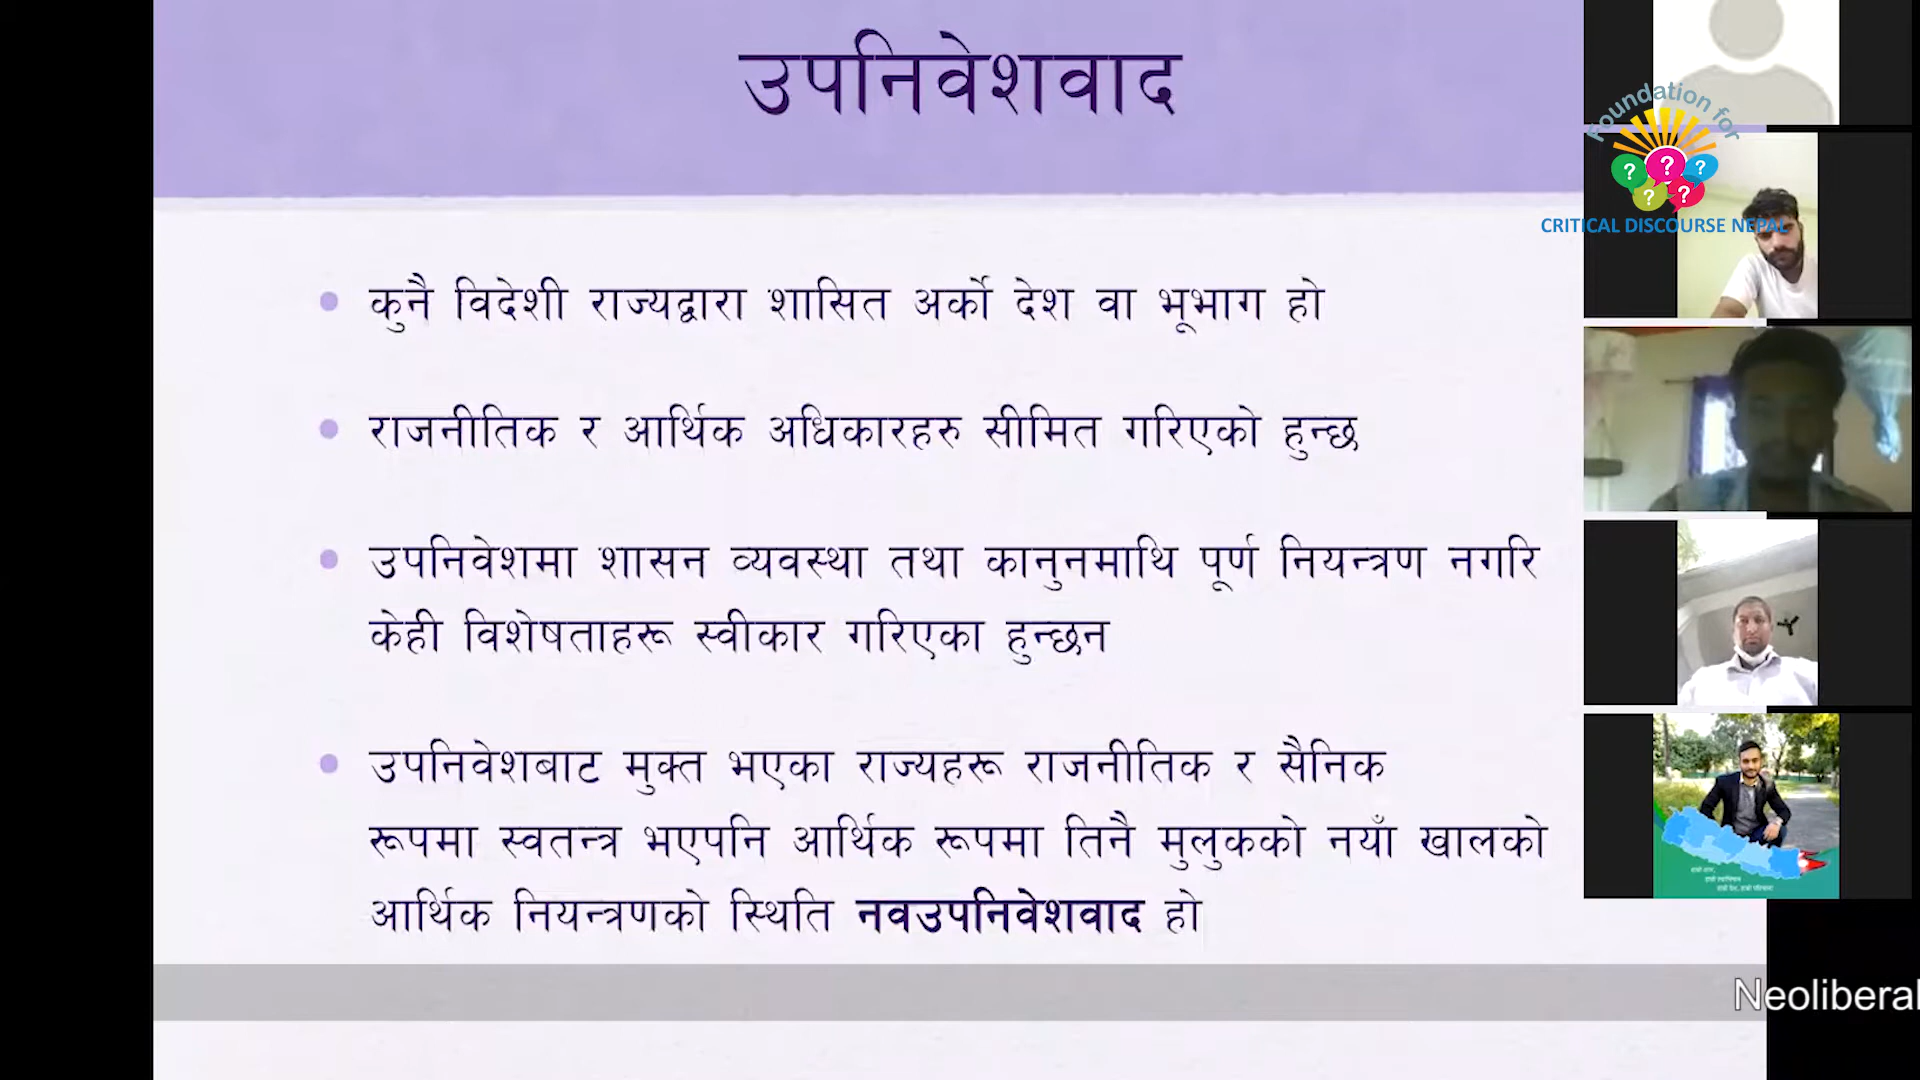 उपनिवेशवाद
कुनै विदेशी राज्यद्वारा शासित अर्को देश वा भूभाग हो
राजनीतिक र आर्थिक अधिकारहरु सीमित गरिएको हुन्छ
उपनिवेशमा शासन व्यवस्था तथा कानुनमाथि पूर्ण नियन्त्रण नगरि
केही विशेषताहरू स्वीकार गरिएका हुन्छन
उपनिवेशबाट मुक्त भएका राज्यहरू राजनीतिक र सैनिक
रूपमा स्वतन्त्र भएपनि आर्थिक रूपमा तिनै मुलुकको नयाँ खालको
आर्थिक नियन्त्रणको स्थिति नवउपनिवेशवाद हो
Foundation for
? ? ? ? ?
CRITICAL DISCOURSE NEPAL
Neoliberal